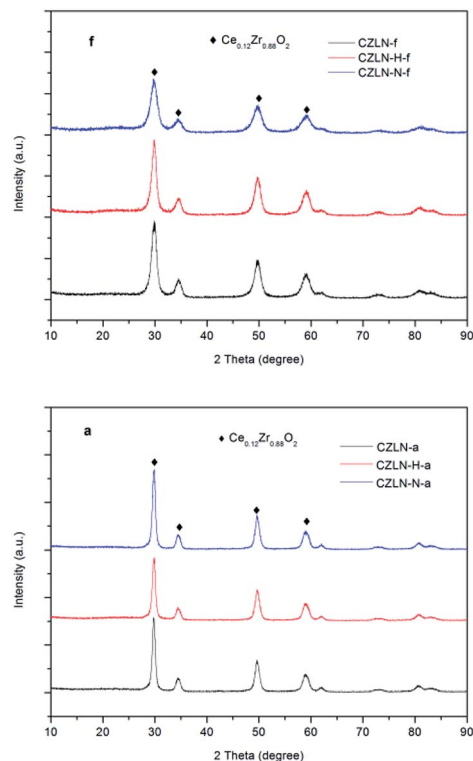 f
◆ Ce0.12Zr0.88O2
CZLN-f
CZLN-H-f
CZLN-N-f
Intensity (a.u.)
10 20 30 40 50 60 70 80 90
2 Theta (degree)
a
◆ Ce0.12Zr0.88O2
CZLN-a
CZLN-H-a
CZLN-N-a
Intensity (a.u.)
10 20 30 40 50 60 70 80 90
2 Theta (degree)